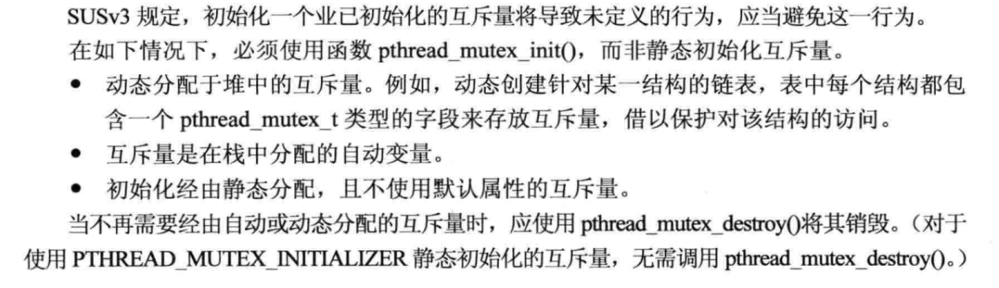 SUSv3 规定，初始化一个业已初始化的互斥量将导致未定义的行为，应当避免这一行为。
在如下情况下，必须使用函数 pthread_mutex_init()，而非静态初始化互斥量。
● 动态分配于堆中的互斥量。例如，动态创建针对某一结构的链表，表中每个结构都包
含一个 pthread_mutex_t 类型的字段来存放互斥量，借以保护对该结构的访问。
● 互斥量是在栈中分配的自动变量。
● 初始化经由静态分配，且不使用默认属性的互斥量。
当不再需要经由自动或动态分配的互斥量时，应使用 pthread_mutex_destroy()将其销毁。（对于
使用 PTHREAD_MUTEX_INITIALIZER 静态初始化的互斥量，无需调用 pthread_mutex_destroy()。）